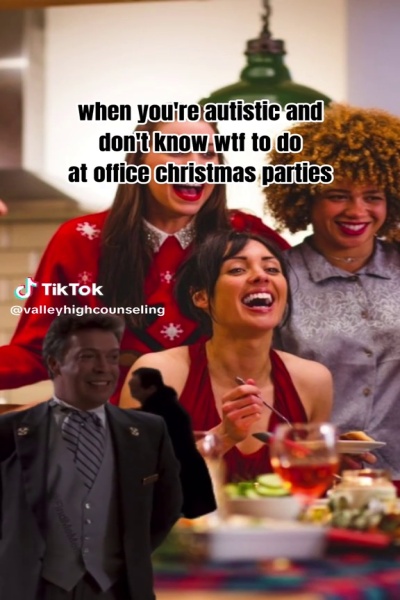 when you're autistic and
don't know wtf to do
at office christmas parties
TikTok
@valleyhighcounseling